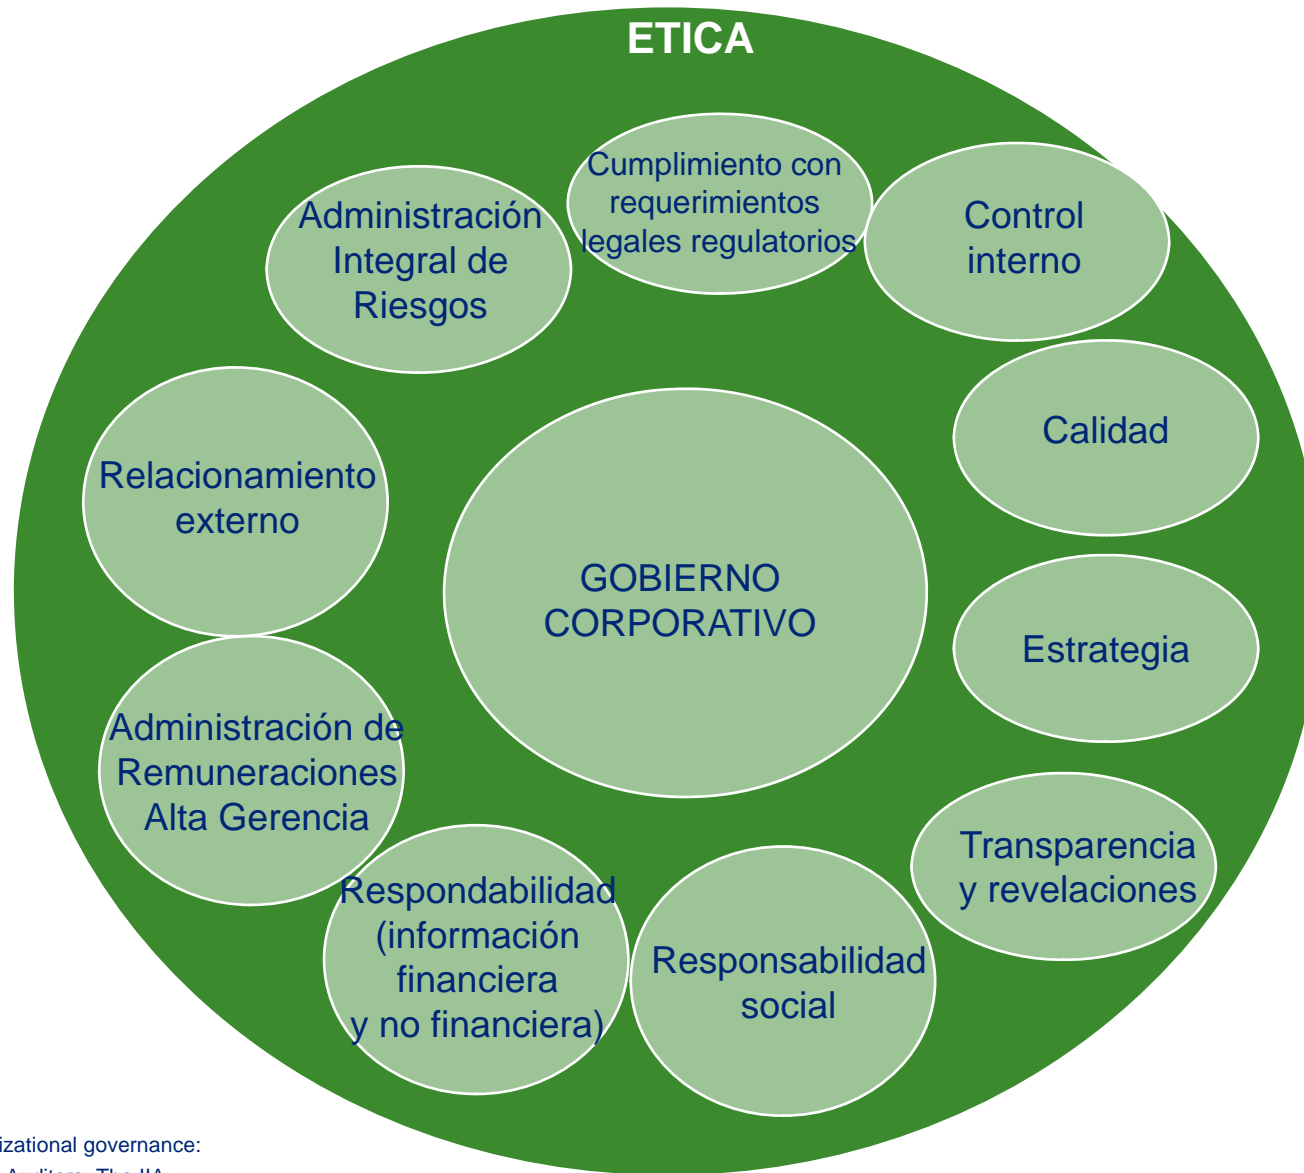 ETICA
Cumplimiento con
requerimientos
legales regulatorios
Control
interno
Administración
Integral de
Riesgos
Calidad
Relacionamiento
externo
GOBIERNO
CORPORATIVO
Estrategia
Administración de
Remuneraciones
Alta Gerencia
Transparencia
y revelaciones
Respondabilidad
(información
financiera
y no financiera)
Responsabilidad
social
izational governance: